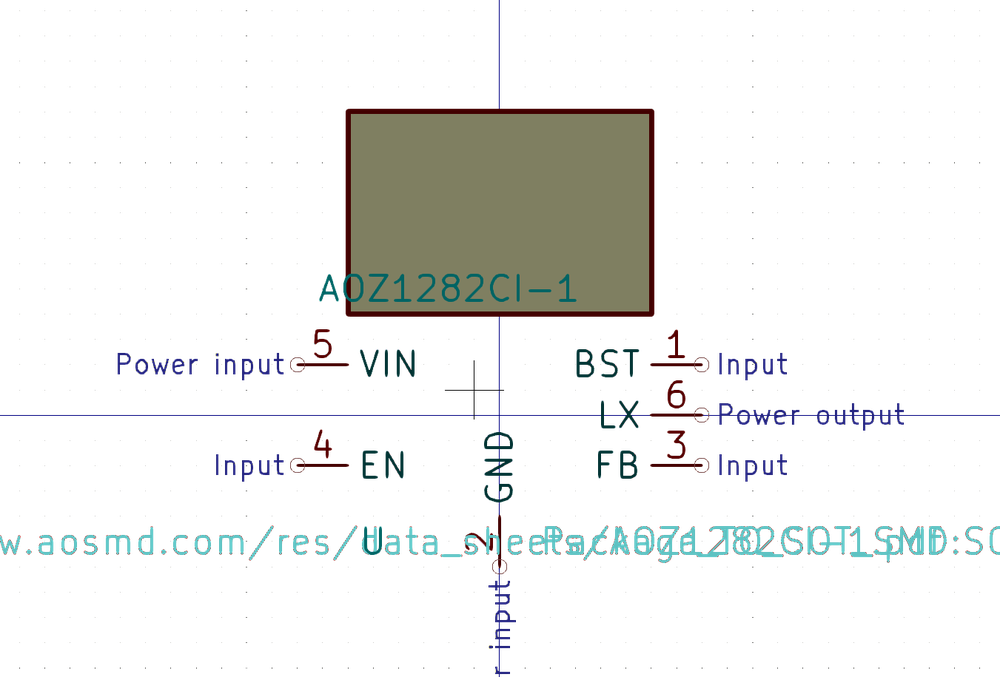 AOZ1282CI-1
5
Power input
VIN
BST
1
Input
6
LX
Power output
4
Input
EN
FB
3
Input
GND
w.aosmd.com/res/data_sheets/AOZ1282CI-1.pdf
U
2
Package_TO_SOT_SMD:SO
r input